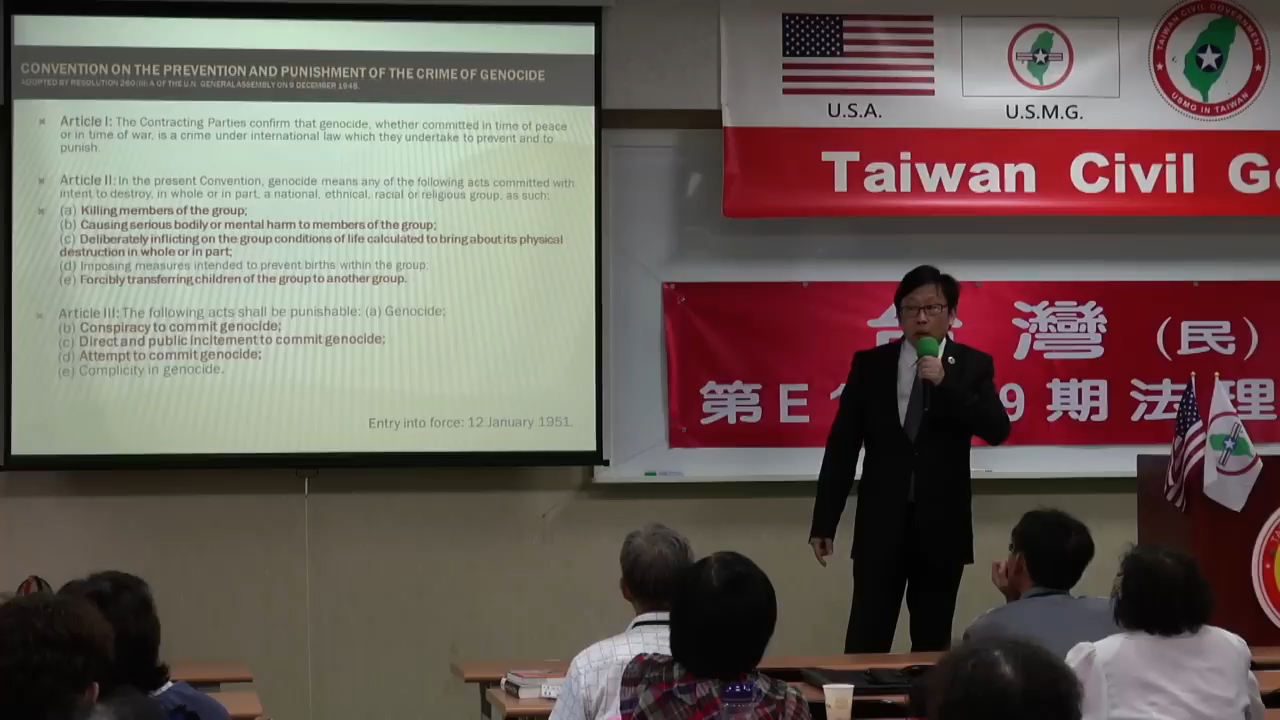 CONVENTION ON THE PREVENTION AND PUNISHMENT OF THE CRIME OF GENOCIDE
ADOPTED BY RESOLUTION 260 (III) A OF THE U.N. GENERAL ASSEMBLY ON 9 DECEMBER 1948.
Article I: The Contracting Parties confirm that genocide, whether committed in time of peace
or in time of war, is a crime under international law which they undertake to prevent and to
punish.
Article II: In the present Convention, genocide means any of the following acts committed with
intent to destroy, in whole or in part, a national, ethnical, racial or religious group, as such:
(a) Killing members of the group;
(b) Causing serious bodily or mental harm to members of the group;
(c) Deliberately inflicting on the group conditions of life calculated to bring about its physical
destruction in whole or in part;
(d) Imposing measures intended to prevent births within the group;
(e) Forcibly transferring children of the group to another group.
Article III: The following acts shall be punishable: (a) Genocide;
(b) Conspiracy to commit genocide;
(c) Direct and public incitement to commit genocide;
(d) Attempt to commit genocide;
(e) Complicity in genocide.
Entry into force: 12 January 1951.
TAIWAN CIVIL GOVERNMENT
USMG IN TAIWAN
U.S.A.
U.S.M.G.
Taiwan Civil G
灣 (民)
第E 9期法理